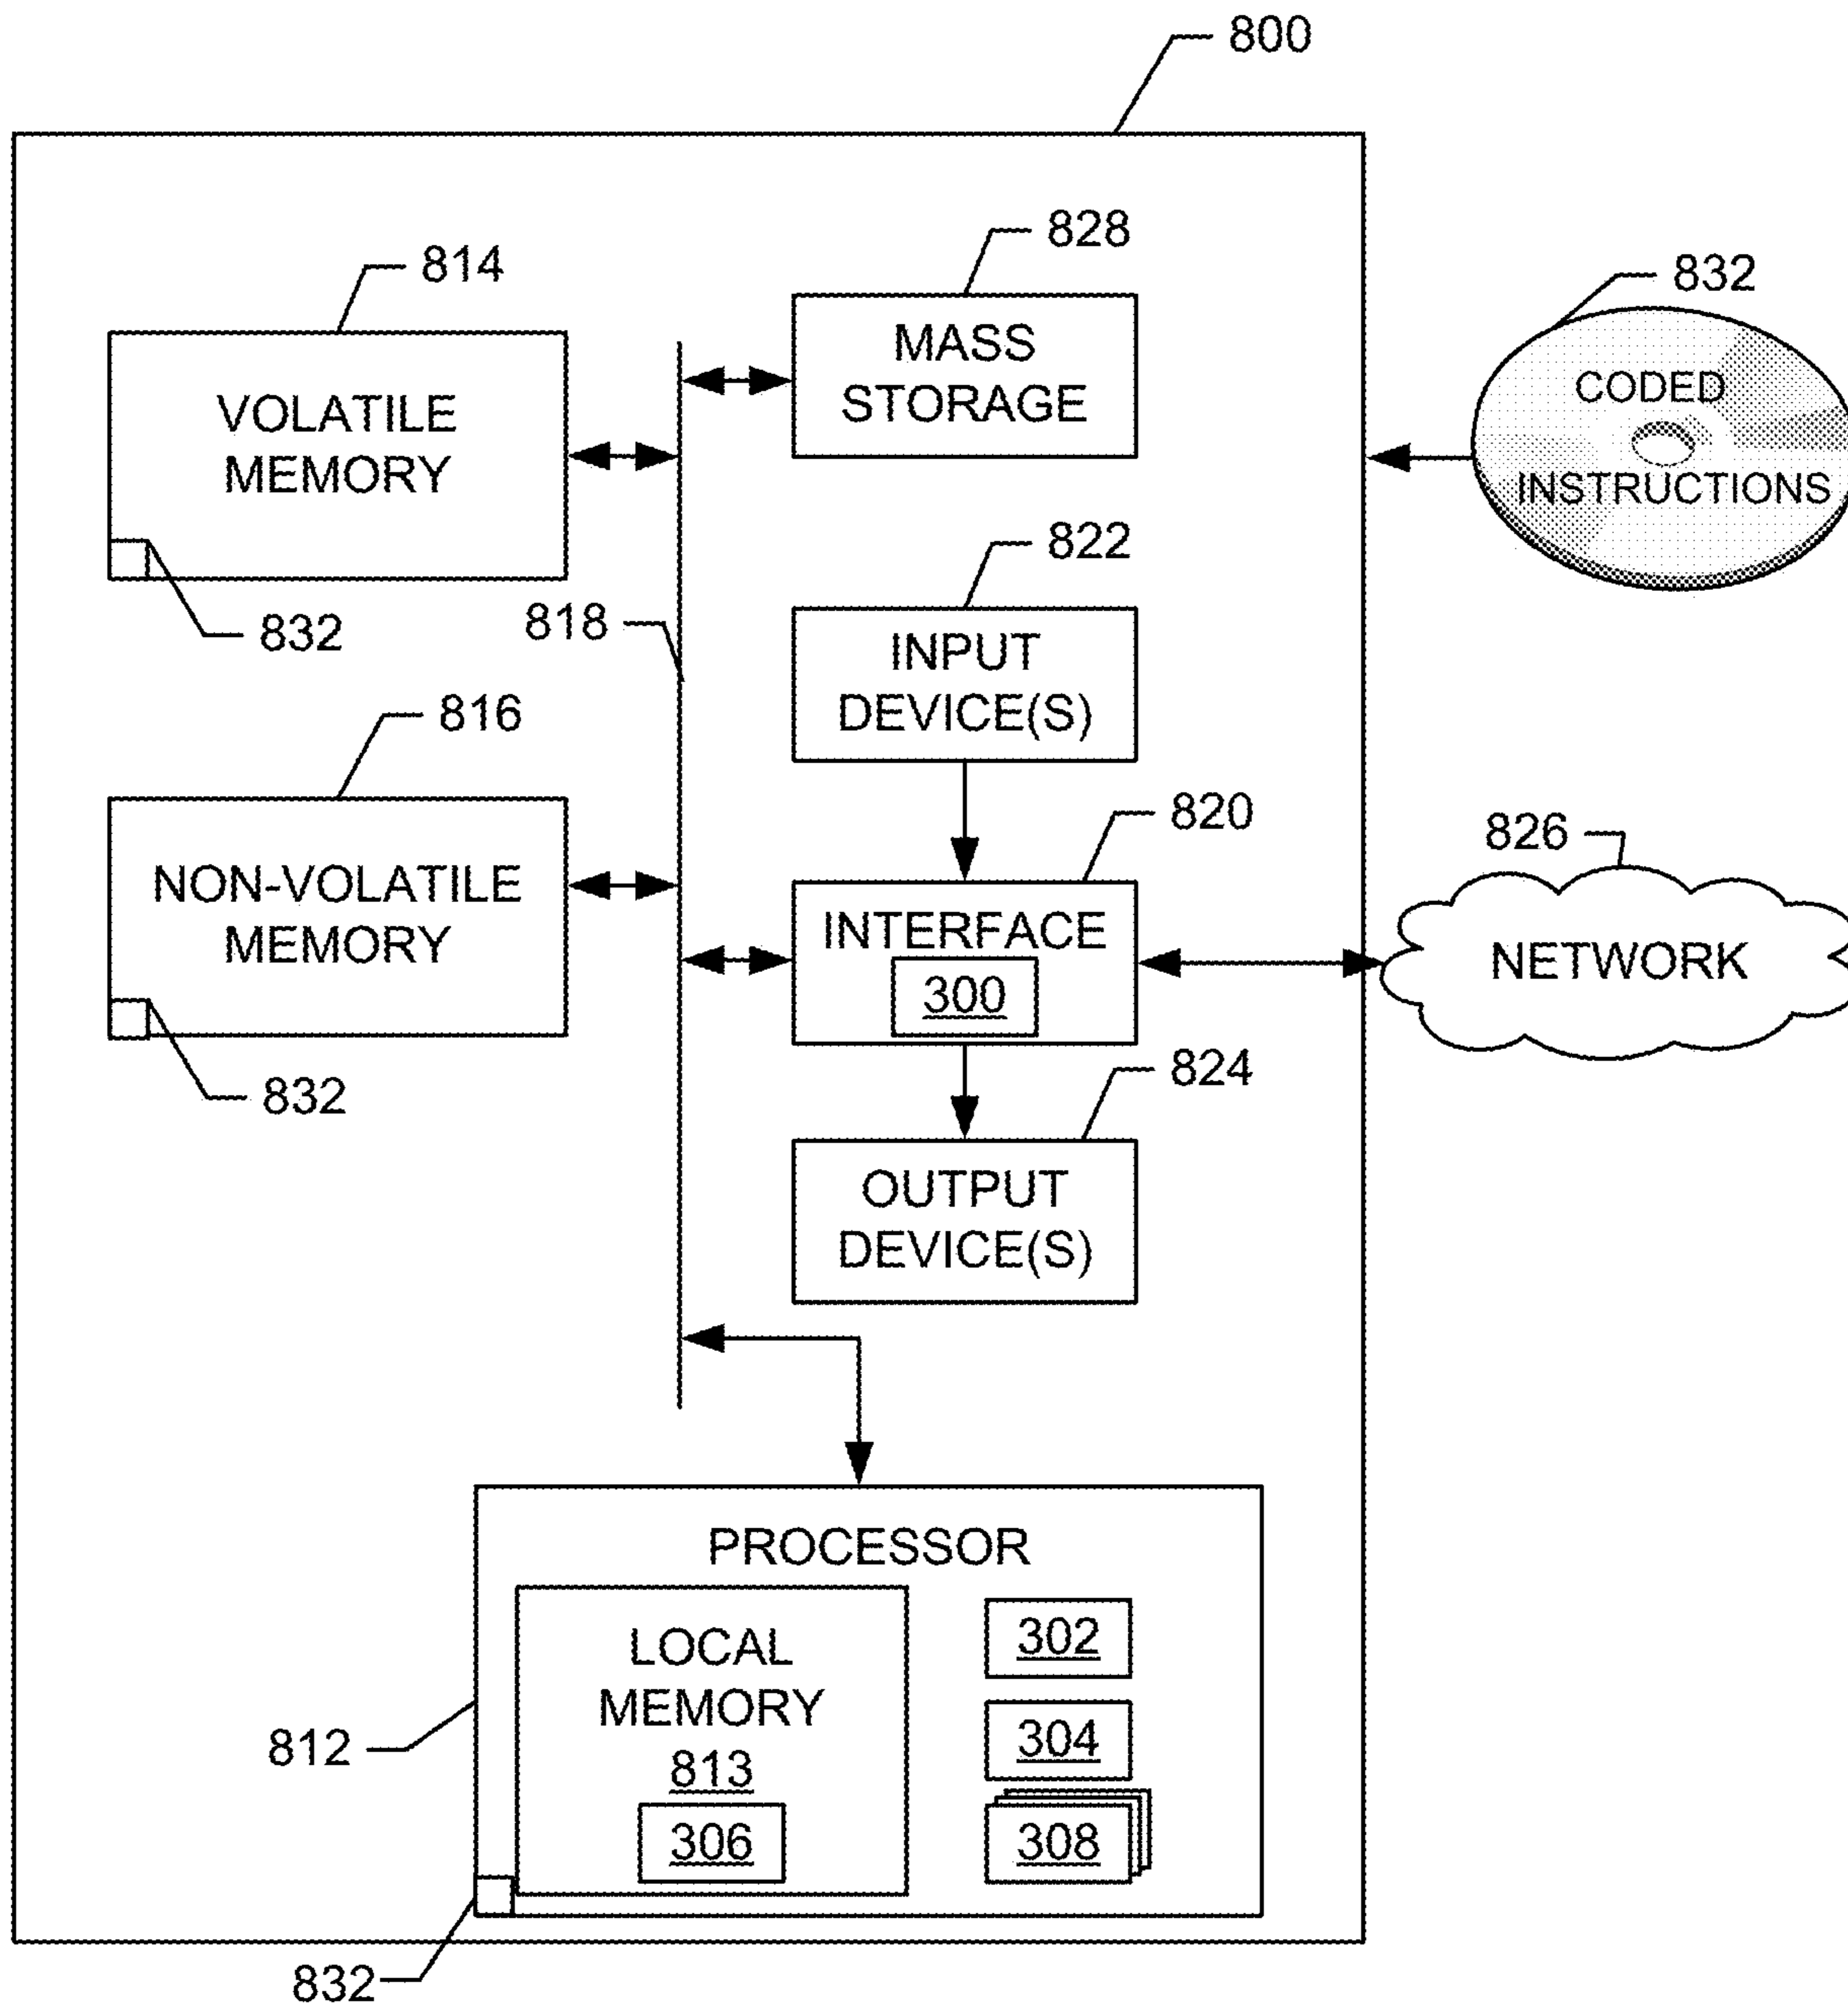 800
828
814
832
MASS
STORAGE
VOLATILE
MEMORY
CODED
INSTRUCTIONS
822
832
818
INPUT
DEVICE(S)
816
820
826
NON-VOLATILE
MEMORY
INTERFACE
300
NETWORK
832
824
OUTPUT
DEVICE(S)
PROCESSOR
LOCAL
MEMORY
813
306
302
304
308
812
832